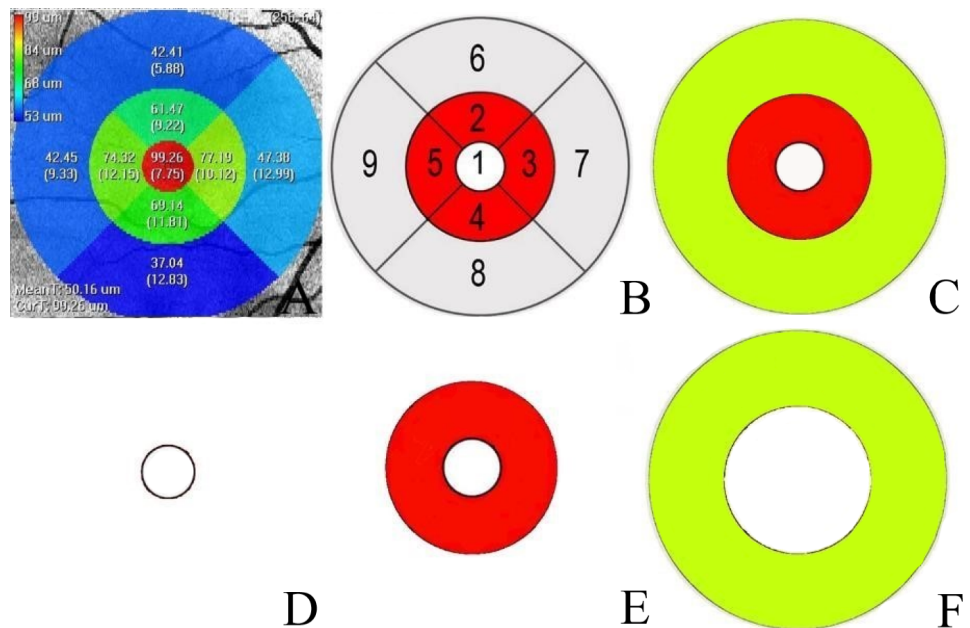 99 um
(256, 64)
84 um
68 um
53 um
42.41
(5.88)
61.47
(9.22)
42.45
(9.33)
74.32
(12.15)
99.26
(7.75)
77.19
(10.12)
47.38
(12.99)
69.14
(11.81)
37.04
(12.83)
MeanT: 50.16 um
CurT: 99.26 um
A
6
2
9
5
1
3
7
4
8
B
C
D
E
F